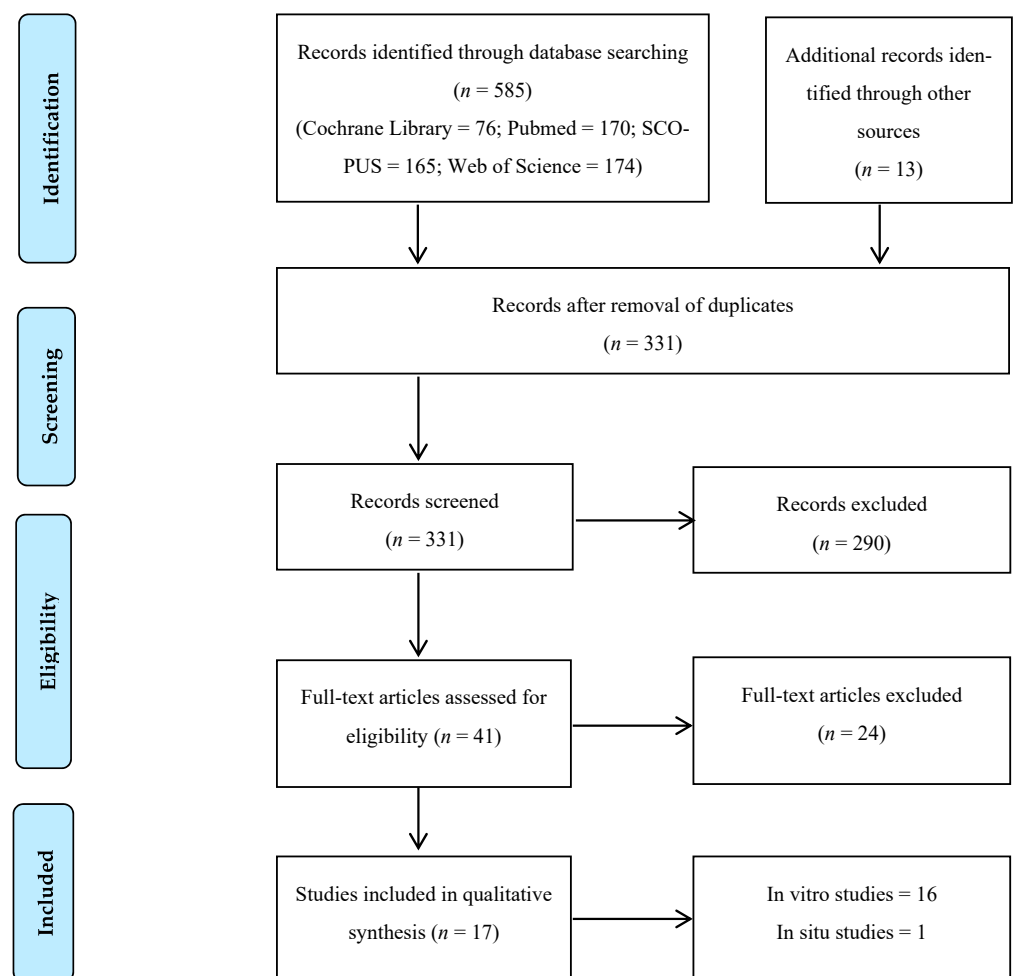 Identification
Records identified through database searching
(n = 585)
(Cochrane Library = 76; Pubmed = 170; SCO-
PUS = 165; Web of Science = 174)
Additional records iden-
tified through other
sources
(n = 13)
Records after removal of duplicates
(n = 331)
Screening
Records screened
(n = 331)
Records excluded
(n = 290)
Eligibility
Full-text articles assessed for
eligibility (n = 41)
Full-text articles excluded
(n = 24)
Included
Studies included in qualitative
synthesis (n = 17)
In vitro studies = 16
In situ studies = 1